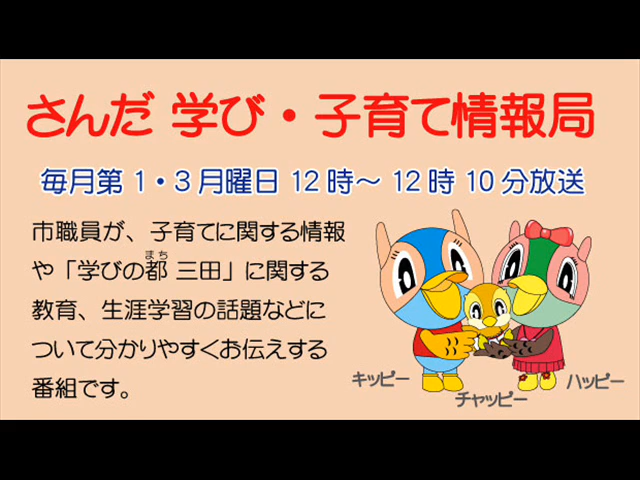 さんだ 学び・子育て情報局
毎月第 1・3 月曜日 12 時～ 12 時 10 分放送
市職員が、子育てに関する情報
まち
や「学びの都 三田」に関する
教育、生涯学習の話題などに
ついて分かりやすくお伝えする
番組です。
キッピー
チャッピー
ハッピー